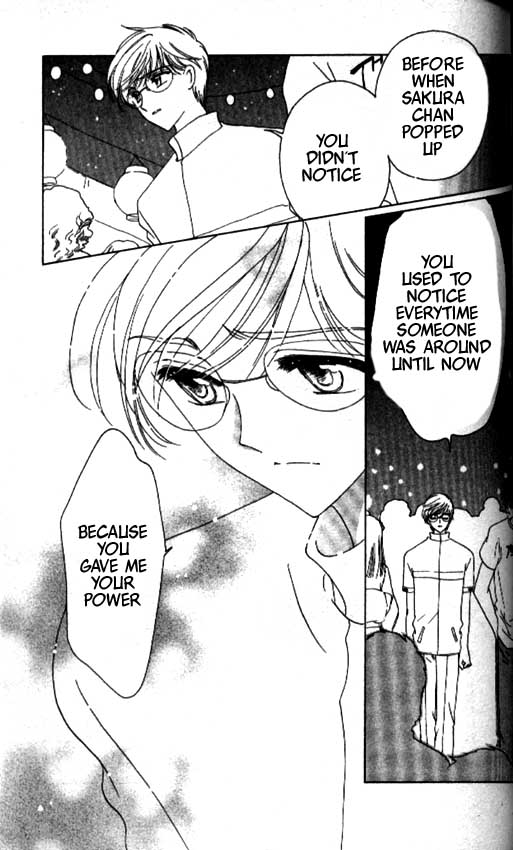 BEFORE
WHEN
SAKURA
CHAN
POPPED
UP
YOU
DIDN'T
NOTICE
YOU
USED TO
NOTICE
EVERYTIME
SOMEONE
WAS AROUND
UNTIL NOW
BECAUSE
YOU
GAVE ME
YOUR
POWER